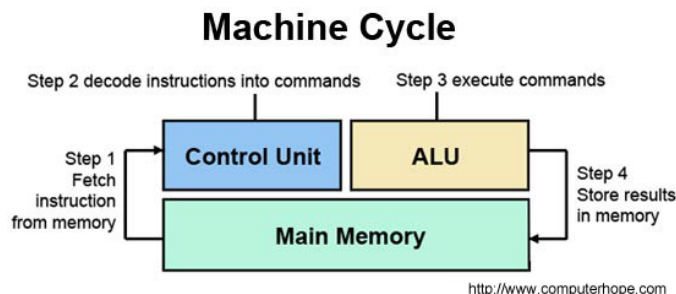 Machine Cycle
Step 2 decode instructions into commands
Step 3 execute commands
Step 1
Fetch
instruction
from memory
Control Unit
ALU
Step 4
Store results
in memory
Main Memory
http://www.computerhope.com